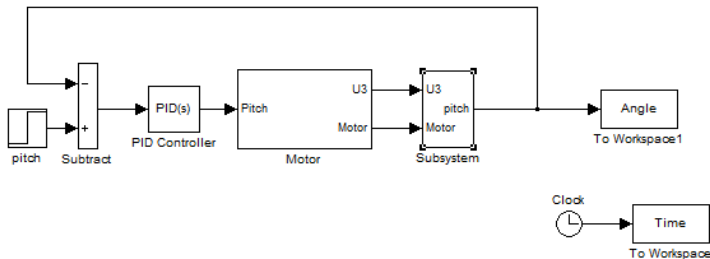 −
+
pitch
Subtract
PID(s)
PID Controller
Pitch
U3
Motor
Motor
U3
pitch
Motor
Subsystem
Angle
To Workspace1
Clock
Time
To Workspace